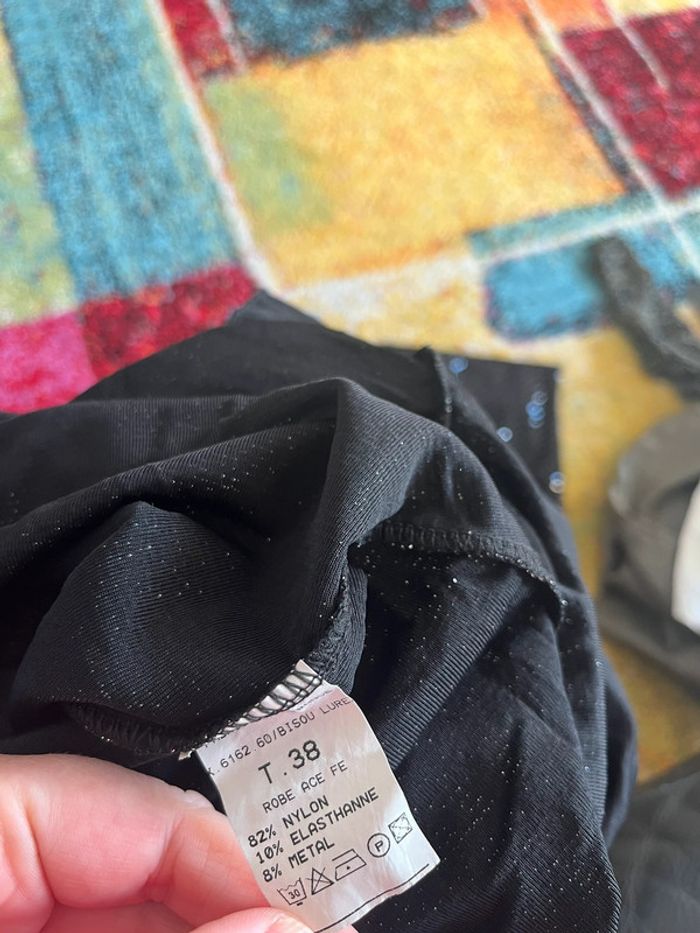 .6162.60/BISOU LURE
T.38
ROBE ACE FE
82% NYLON
10% ELASTHANNE
8% METAL
30 P